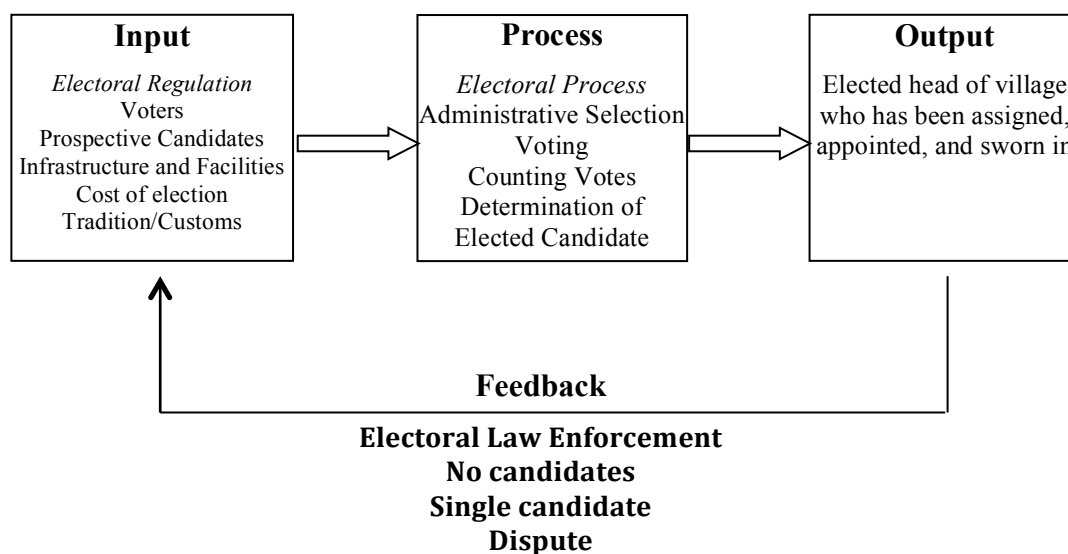 Input
Electoral Regulation
Voters
Prospective Candidates
Infrastructure and Facilities
Cost of election
Tradition/Customs
Process
Electoral Process
Administrative Selection
Voting
Counting Votes
Determination of
Elected Candidate
Output
Elected head of village
who has been assigned,
appointed, and sworn in
Feedback
Electoral Law Enforcement
No candidates
Single candidate
Dispute